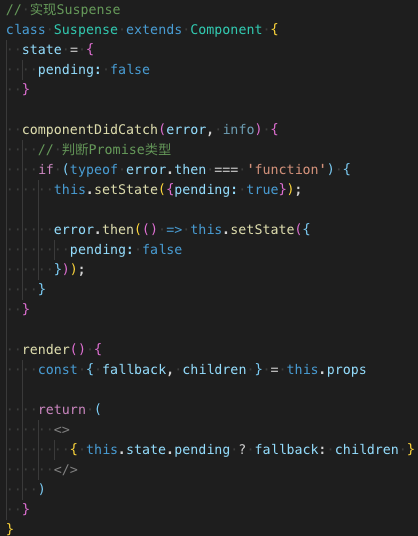 // 实现Suspense
class Suspense extends Component {
  state = {
    pending: false
  }

  componentDidCatch(error, info) {
    // 判断Promise类型
    if (typeof error.then === 'function') {
      this.setState({pending: true});

      error.then(() => this.setState({
        pending: false
      }));
    }
  }

  render() {
    const { fallback, children } = this.props

    return (
      <>
        { this.state.pending ? fallback: children }
      </>
    )
  }
}